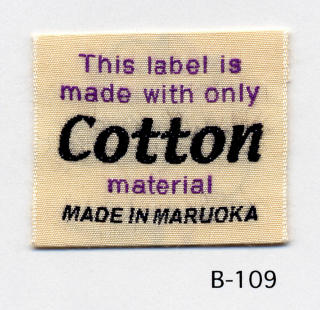 This label is
made with only
Cotton
material
MADE IN MARUOKA
B-109